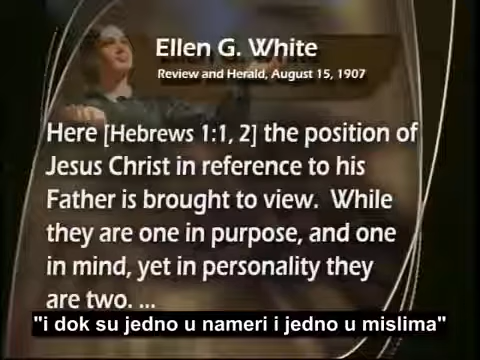 Ellen G. White
Review and Herald, August 15, 1907
Here [Hebrews 1:1, 2] the position of
Jesus Christ in reference to his
Father is brought to view. While
they are one in purpose, and one
in mind, yet in personality they
are two. ...
"i dok su jedno u nameri i jedno u mislima"